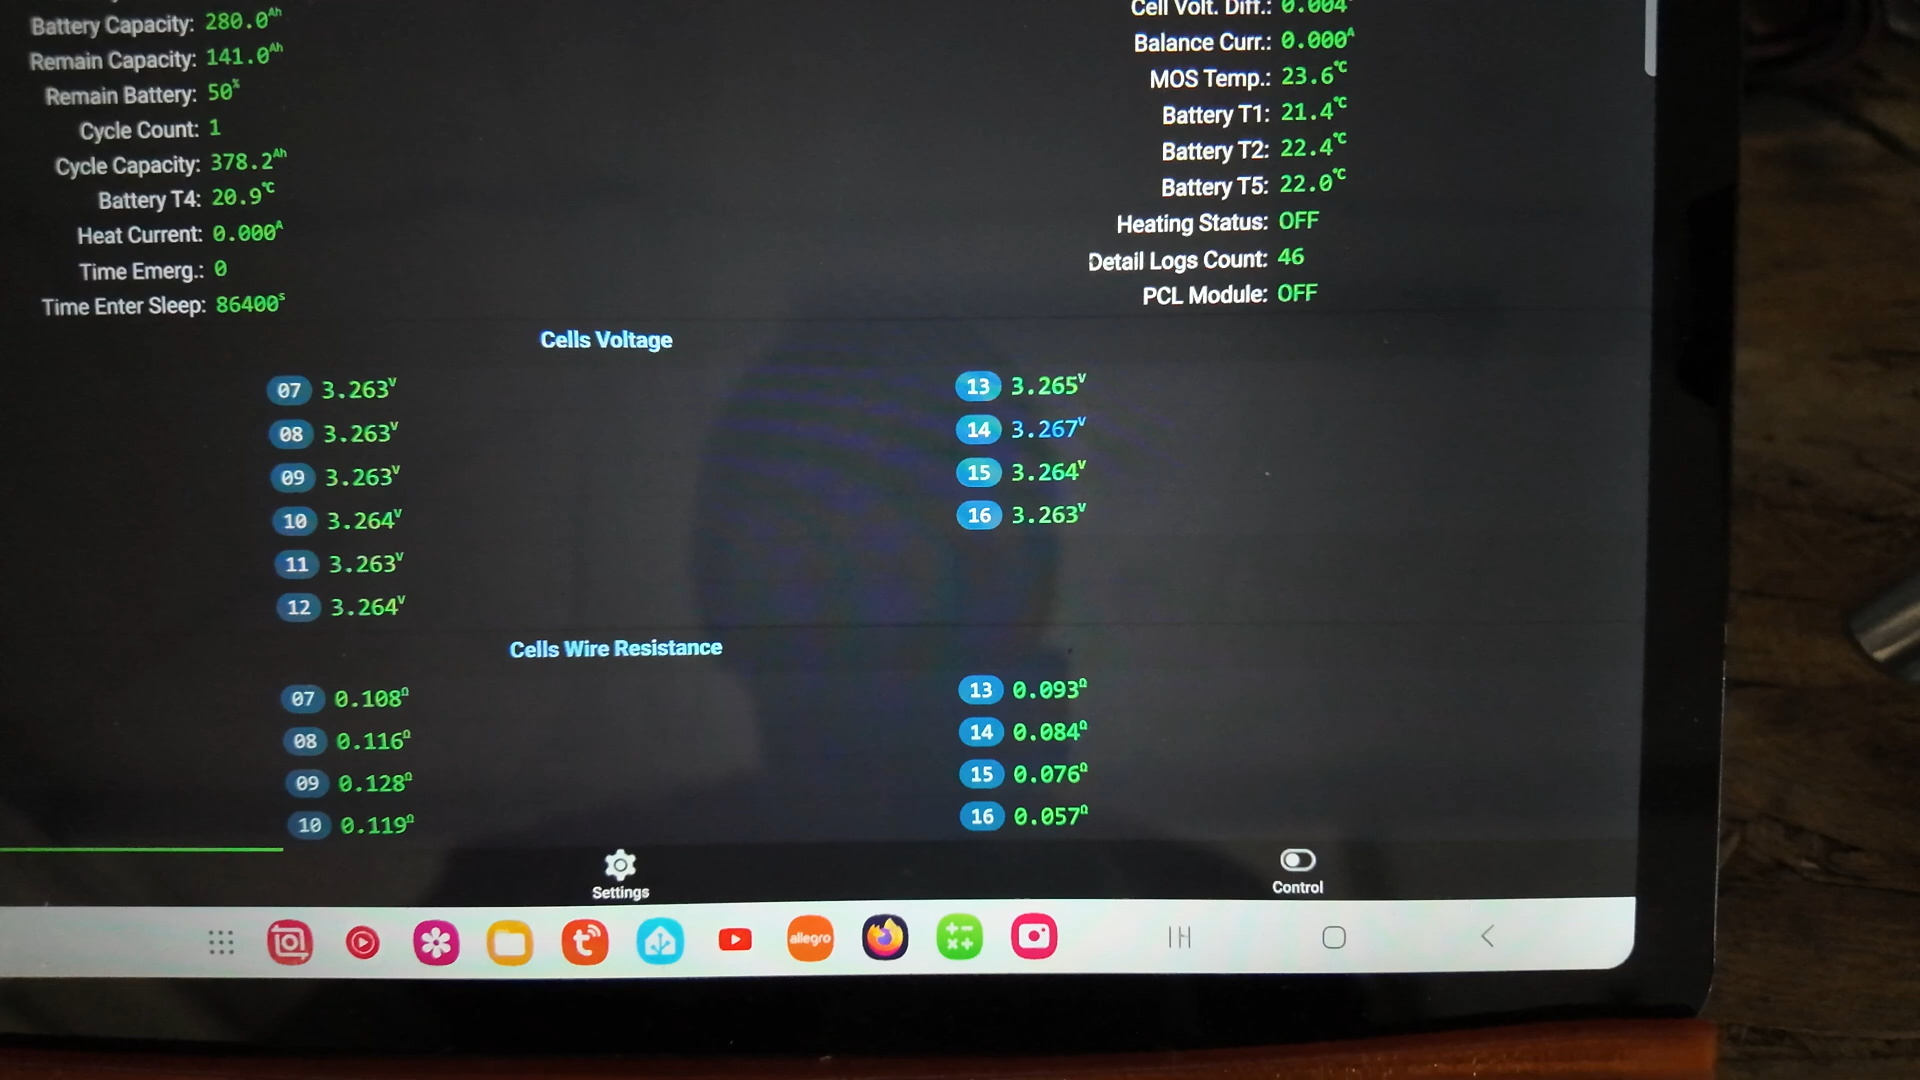 Battery Capacity: 280.0Ah
Remain Capacity: 141.0Ah
Remain Battery: 50%
Cycle Count: 1
Cycle Capacity: 378.2Ah
Battery T4: 20.9℃
Heat Current: 0.000A
Time Emerg.: 0
Time Enter Sleep: 86400s
Cell Volt. Diff.: 0.004
Balance Curr.: 0.000A
MOS Temp.: 23.6℃
Battery T1: 21.4℃
Battery T2: 22.4℃
Battery T5: 22.0℃
Heating Status: OFF
Detail Logs Count: 46
PCL Module: OFF
Cells Voltage
07 3.263V
08 3.263V
09 3.263V
10 3.264V
11 3.263V
12 3.264V
13 3.265V
14 3.267V
15 3.264V
16 3.263V
Cells Wire Resistance
07 0.108Ω
08 0.116Ω
09 0.128Ω
10 0.119Ω
13 0.093Ω
14 0.084Ω
15 0.076Ω
16 0.057Ω
Settings
Control
allegro